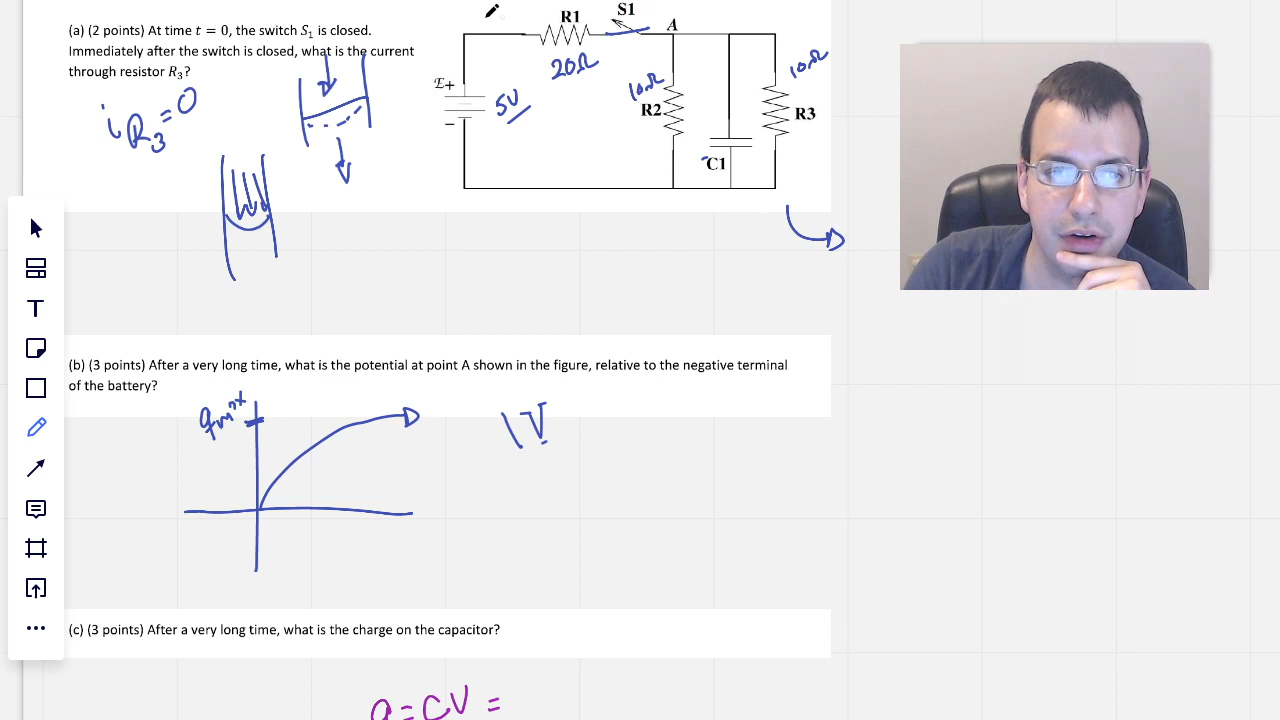 (a) (2 points) At time t = 0, the switch S₁ is closed.
Immediately after the switch is closed, what is the current
through resistor R₃?
i R₃ = 0
R1
S1
A
20Ω
ℰ+
5V
−
10Ω
R2
C1
10Ω
R3
(b) (3 points) After a very long time, what is the potential at point A shown in the figure, relative to the negative terminal
of the battery?
qmax
1V
T
(c) (3 points) After a very long time, what is the charge on the capacitor?
q = CV =